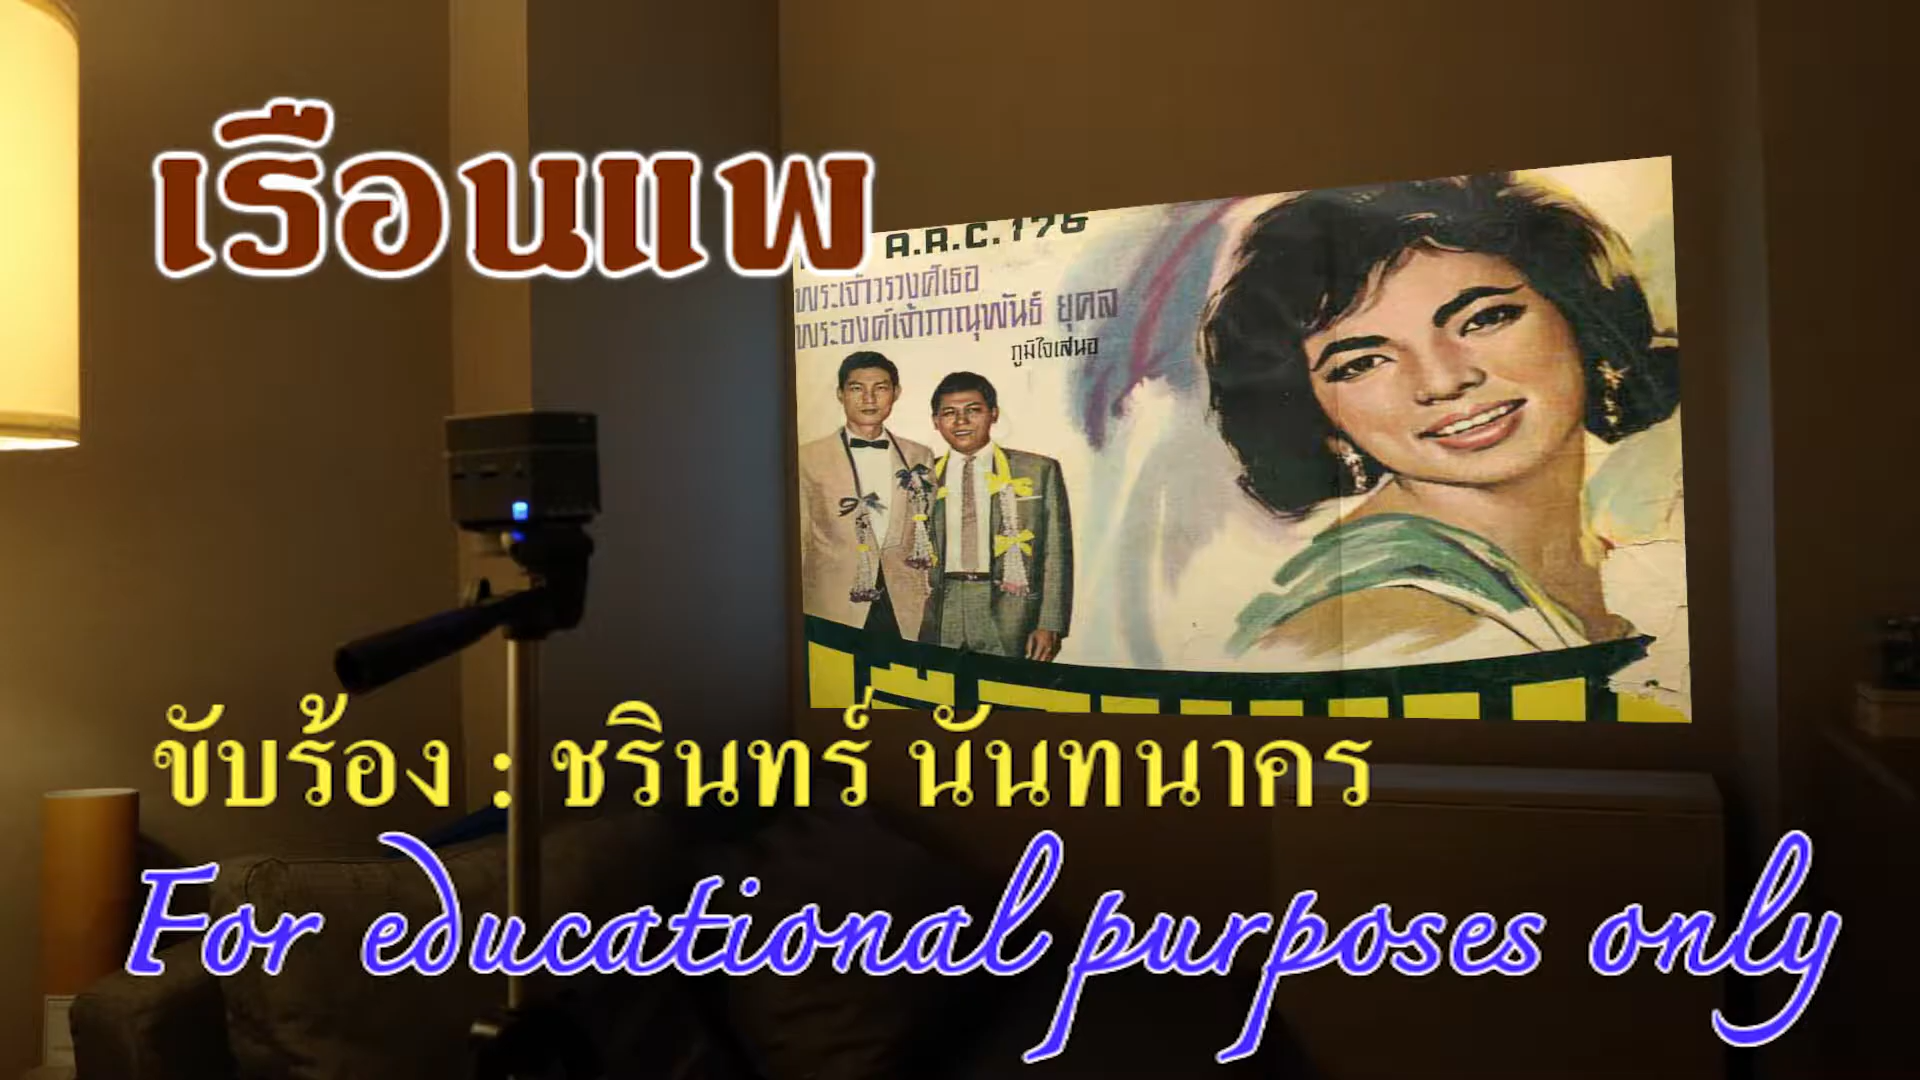 เรือนแพ
A.R.C. 176
พระเจ้าวรวงศ์เธอ
พระองค์เจ้าภาณุพันธ์ ยุคล
ภูมิใจเสนอ
ขับร้อง : ชรินทร์ นันทนาคร
For educational purposes only